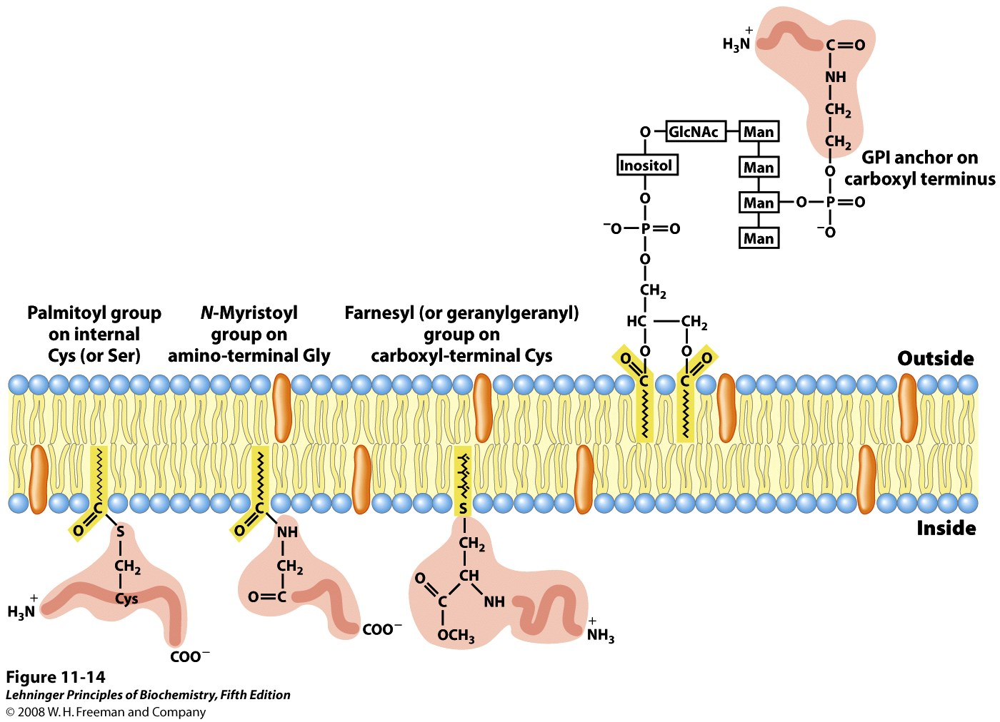 H₃N⁺
C=O
NH
CH₂
CH₂
O
GPI anchor on
carboxyl terminus
O
GlcNAc
Man
Inositol
Man
O
Man
O
P=O
⁻O
Man
⁻O
P=O
O
CH₂
HC
CH₂
O
O
O
O
C
C
Palmitoyl group
on internal
Cys (or Ser)
N-Myristoyl
group on
amino-terminal Gly
Farnesyl (or geranylgeranyl)
group on
carboxyl-terminal Cys
Outside
Inside
C
O
S
CH₂
Cys
H₃N⁺
COO⁻
C
O
NH
CH₂
O=C
COO⁻
S
CH₂
CH
O
C
NH
OCH₃
⁺NH₃
Figure 11-14
Lehninger Principles of Biochemistry, Fifth Edition
© 2008 W. H. Freeman and Company